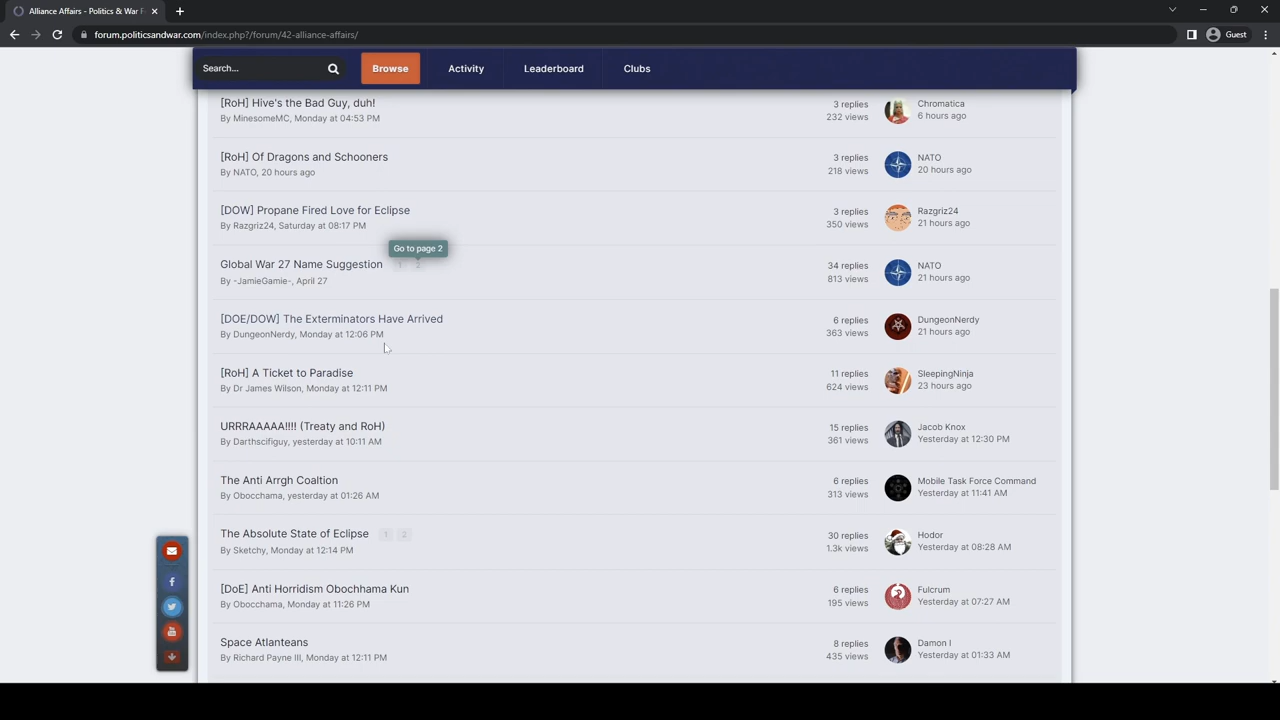 Alliance Affairs - Politics & War F
forum.politicsandwar.com/index.php?/forum/42-alliance-affairs/
Guest
Search...
Browse
Activity
Leaderboard
Clubs
[RoH] Hive's the Bad Guy, duh!
By MinesomeMC, Monday at 04:53 PM
3 replies
232 views
Chromatica
6 hours ago
[RoH] Of Dragons and Schooners
By NATO, 20 hours ago
3 replies
218 views
NATO
20 hours ago
[DOW] Propane Fired Love for Eclipse
By Razgriz24, Saturday at 08:17 PM
3 replies
350 views
Razgriz24
21 hours ago
Go to page 2
Global War 27 Name Suggestion 1 2
By -JamieGamie-, April 27
34 replies
813 views
NATO
21 hours ago
[DOE/DOW] The Exterminators Have Arrived
By DungeonNerdy, Monday at 12:06 PM
6 replies
363 views
DungeonNerdy
21 hours ago
[RoH] A Ticket to Paradise
By Dr James Wilson, Monday at 12:11 PM
11 replies
624 views
SleepingNinja
23 hours ago
URRRAAAAA!!!! (Treaty and RoH)
By Darthscifiguy, yesterday at 10:11 AM
15 replies
361 views
Jacob Knox
Yesterday at 12:30 PM
The Anti Arrgh Coaltion
By Obocchama, yesterday at 01:26 AM
6 replies
313 views
Mobile Task Force Command
Yesterday at 11:41 AM
The Absolute State of Eclipse 1 2
By Sketchy, Monday at 12:14 PM
30 replies
1.3k views
Hodor
Yesterday at 08:28 AM
[DoE] Anti Horridism Obochhama Kun
By Obocchama, Monday at 11:26 PM
6 replies
195 views
Fulcrum
Yesterday at 07:27 AM
Space Atlanteans
By Richard Payne III, Monday at 12:11 PM
8 replies
435 views
Damon I
Yesterday at 01:33 AM